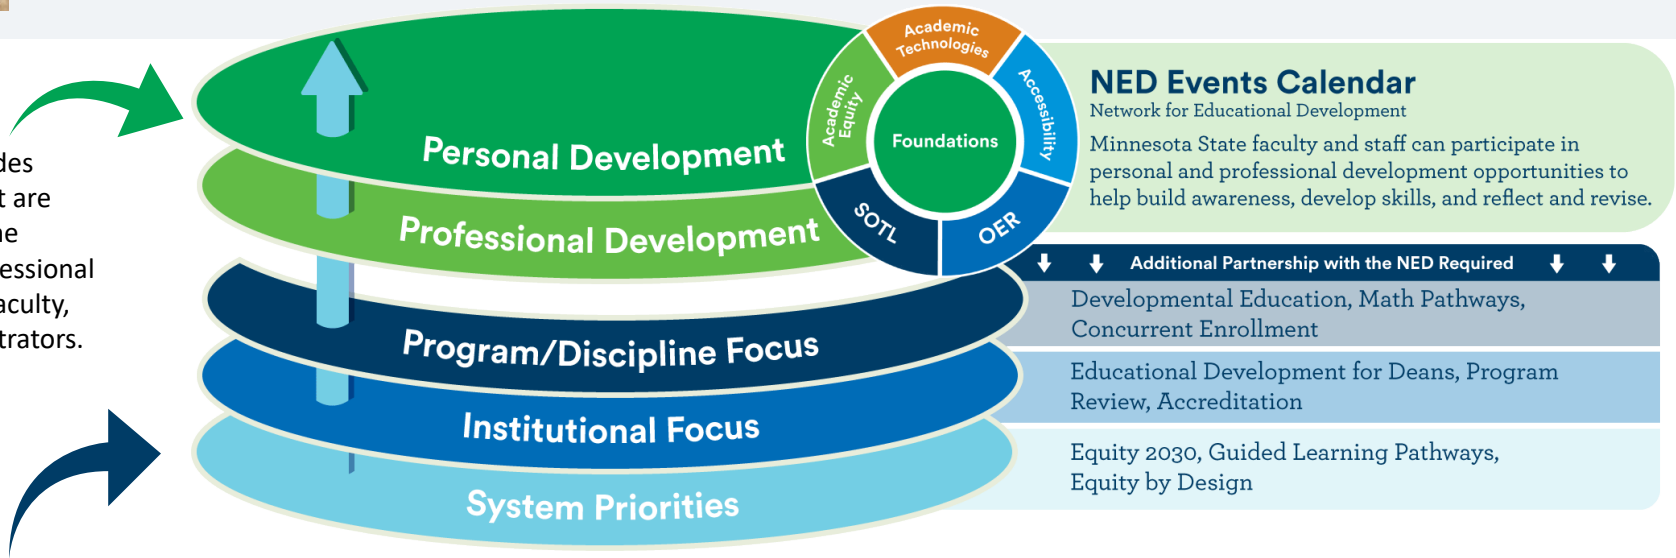 are
essional
aculty,
Personal Development
Professional Development
Program/Discipline Focus
Institutional Focus
System Priorities
Academic
Technologies
Accessibility
OER
SOTL
Academic
Equity
Foundations
NED Events Calendar
Network for Educational Development
Minnesota State faculty and staff can participate in
personal and professional development opportunities to
help build awareness, develop skills, and reflect and revise.
Additional Partnership with the NED Required
Developmental Education, Math Pathways,
Concurrent Enrollment
Educational Development for Deans, Program
Review, Accreditation
Equity 2030, Guided Learning Pathways,
Equity by Design